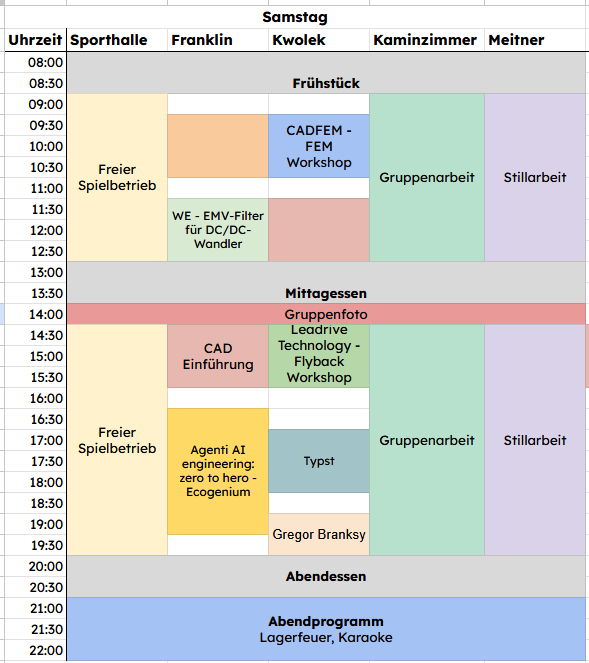 Samstag
Uhrzeit Sporthalle Franklin Kwolek Kaminzimmer Meitner
08:00
08:30 Frühstück
09:00
09:30 CADFEM -
10:00 FEM
10:30 Workshop
Freier
Spielbetrieb
Gruppenarbeit
Stillarbeit
11:00
11:30 WE - EMV-Filter
12:00 für DC/DC-
12:30 Wandler
13:00
13:30 Mittagessen
14:00 Gruppenfoto
14:30 Leadrive
15:00 Technology -
15:30 Flyback
Workshop
CAD
Einführung
16:00
16:30
17:00
17:30
18:00
18:30
Freier
Spielbetrieb
Agenti AI
engineering:
zero to hero -
Ecogenium
Typst
Gruppenarbeit
Stillarbeit
19:00
19:30 Gregor Branksy
20:00
20:30 Abendessen
21:00
21:30 Abendprogramm
Lagerfeuer, Karaoke
22:00